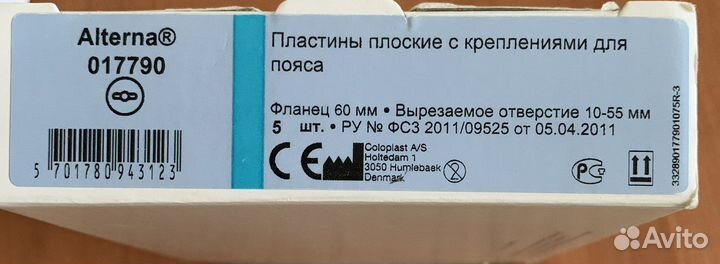 Alterna®
017790
5 701780 943123
Пластины плоские с креплениями для
пояса
Фланец 60 мм • Вырезаемое отверстие 10-55 мм
5 шт. • РУ № ФСЗ 2011/09525 от 05.04.2011
CE
Coloplast A/S
Holtedam 1
3050 Humlebaek
Denmark
2
332890177901075R-3
Avito